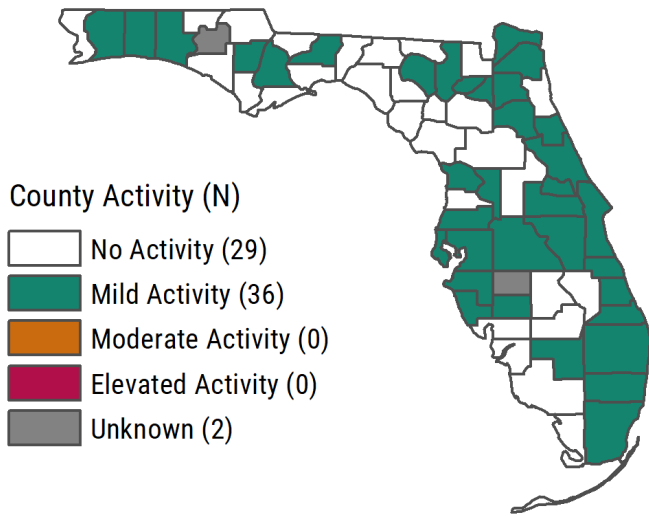 County Activity (N)
No Activity (29)
Mild Activity (36)
Moderate Activity (0)
Elevated Activity (0)
Unknown (2)